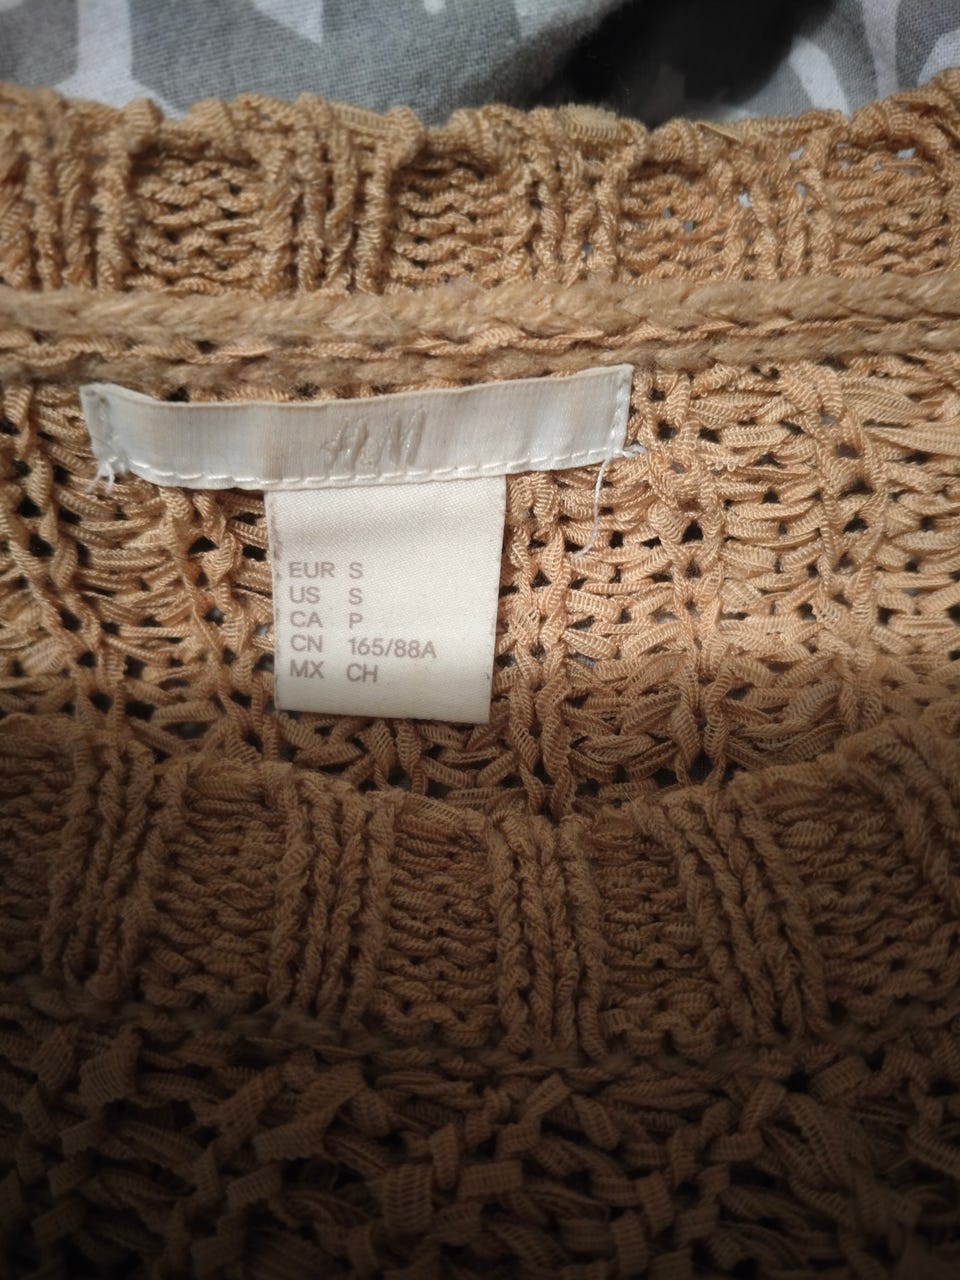 H&M
EUR S
US S
CA P
CN 165/88A
MX CH